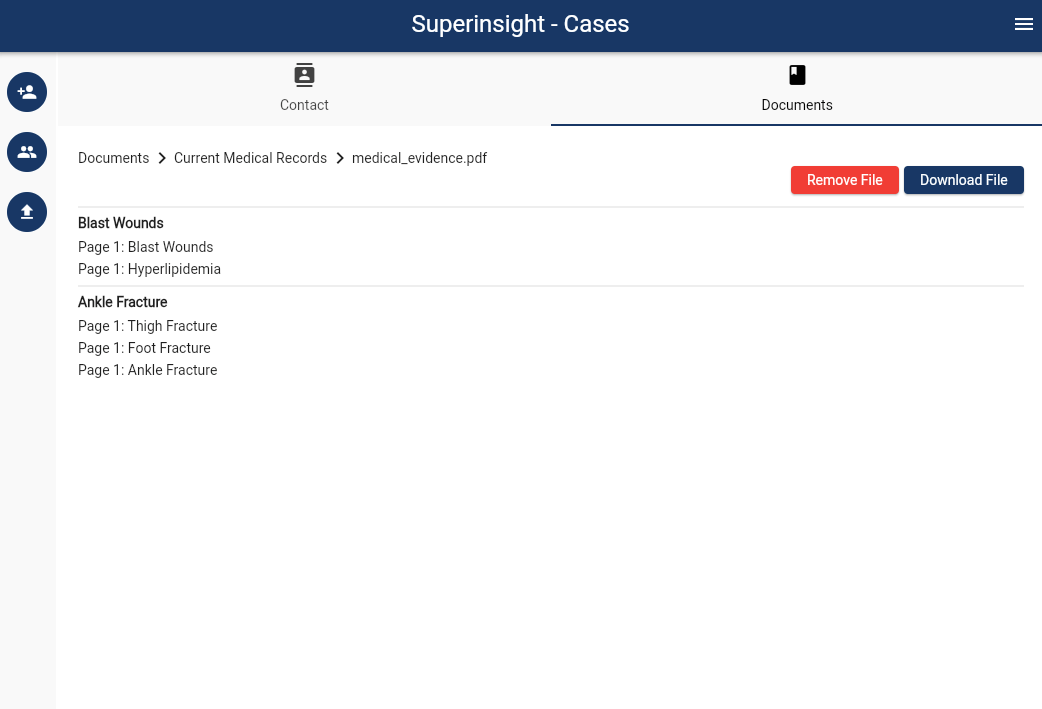 Superinsight - Cases
Contact
Documents
Documents > Current Medical Records > medical_evidence.pdf
Remove File
Download File
Blast Wounds
Page 1: Blast Wounds
Page 1: Hyperlipidemia
Ankle Fracture
Page 1: Thigh Fracture
Page 1: Foot Fracture
Page 1: Ankle Fracture